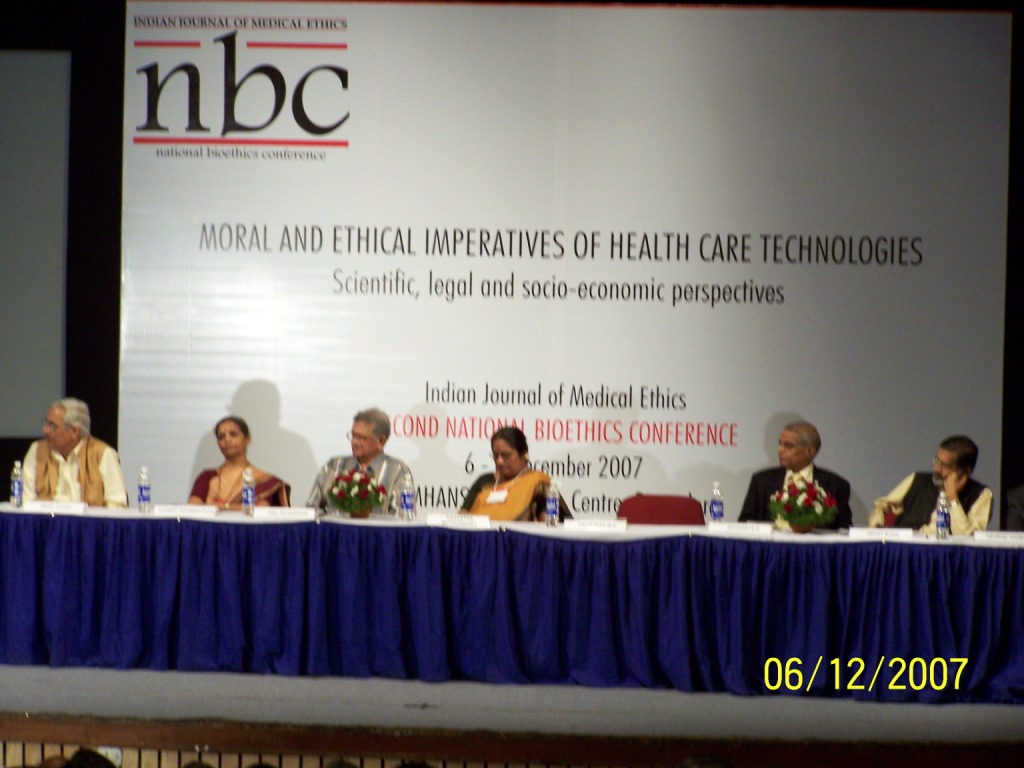 INDIAN JOURNAL OF MEDICAL ETHICS
nbc
national bioethics conference
MORAL AND ETHICAL IMPERATIVES OF HEALTH CARE TECHNOLOGIES
Scientific, legal and socio-economic perspectives
Indian Journal of Medical Ethics
COND NATIONAL BIOETHICS CONFERENCE
6 - cember 2007
MHANS Centre
06/12/2007